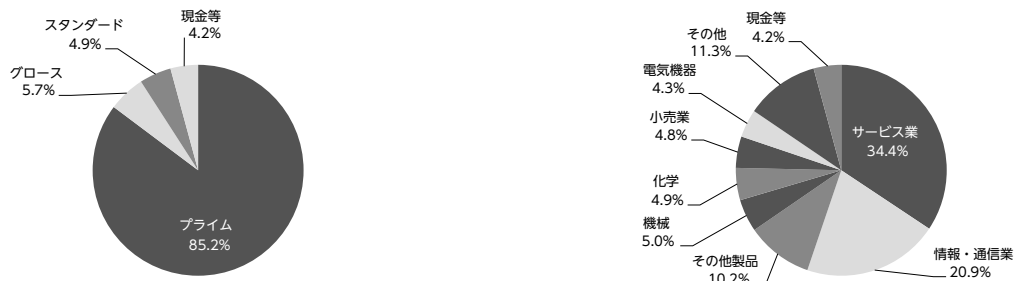 現金等
4.2%
スタンダード
4.9%
グロース
5.7%
プライム
85.2%
現金等
4.2%
その他
11.3%
電気機器
4.3%
小売業
4.8%
化学
4.9%
機械
5.0%
その他製品
10.2%
サービス業
34.4%
情報・通信業
20.9%